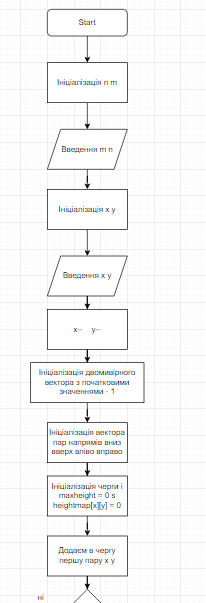 Start
Ініціалізація n m
Введення m n
Ініціалізація x y
Введення x y
x-- y--
Ініціалізація двомивірного
вектора з початковими
значеннями - 1
Ініціалізація вектора
пар напрямів вниз
вверх вліво вправо
Ініціалізація черги і
maxheight = 0 s
heightmap[x][y] = 0
Додаєм в чергу
першу пару x y
ні